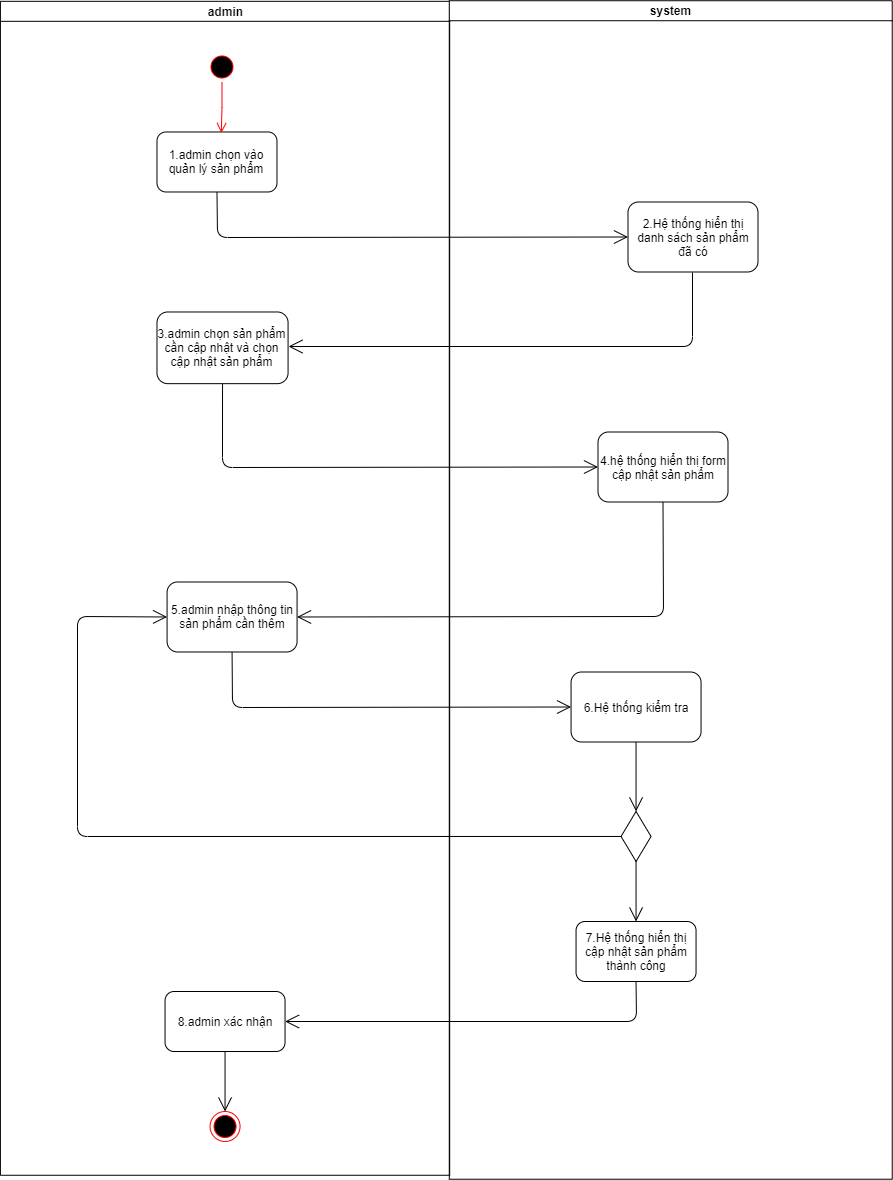 admin
system
1.admin chọn vào
quản lý sản phẩm
2.Hệ thống hiển thị
danh sách sản phẩm
đã có
3.admin chọn sản phẩm
cần cập nhật và chọn
cập nhật sản phẩm
4.hệ thống hiển thị form
cập nhật sản phẩm
5.admin nhập thông tin
sản phẩm cần thêm
6.Hệ thống kiểm tra
7.Hệ thống hiển thị
cập nhật sản phẩm
thành công
8.admin xác nhận